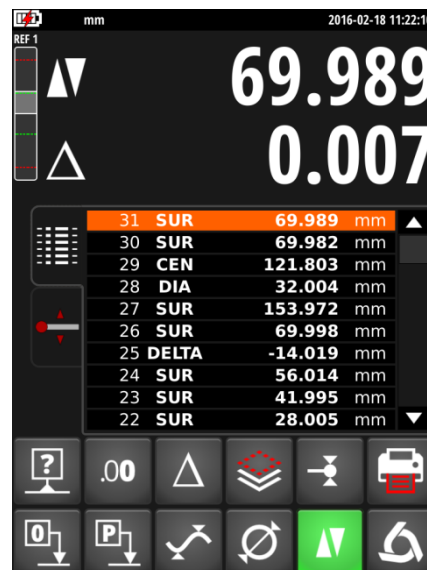 mm 2016-02-18 11:22:1
REF 1
69.989
0.007
31 SUR 69.989 mm
30 SUR 69.982 mm
29 CEN 121.803 mm
28 DIA 32.004 mm
27 SUR 153.972 mm
26 SUR 69.998 mm
25 DELTA -14.019 mm
24 SUR 56.014 mm
23 SUR 41.995 mm
22 SUR 28.005 mm
? .00
0 P